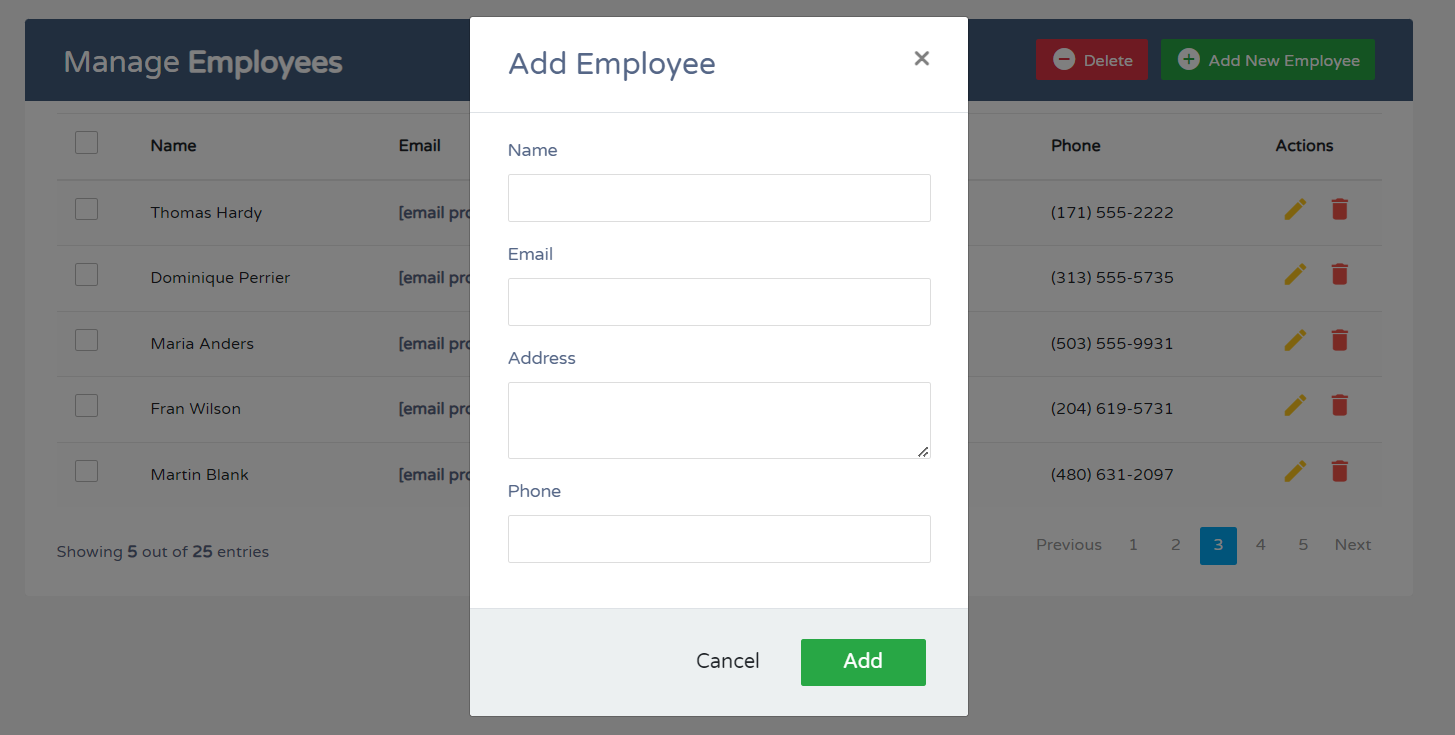 Manage Employees
Delete
Add New Employee
Name Email Phone Actions
Thomas Hardy [email pro (171) 555-2222
Dominique Perrier [email pro (313) 555-5735
Maria Anders [email pro (503) 555-9931
Fran Wilson [email pro (204) 619-5731
Martin Blank [email pro (480) 631-2097
Showing 5 out of 25 entries
Previous 1 2 3 4 5 Next
Add Employee ×
Name
Email
Address
Phone
Cancel Add